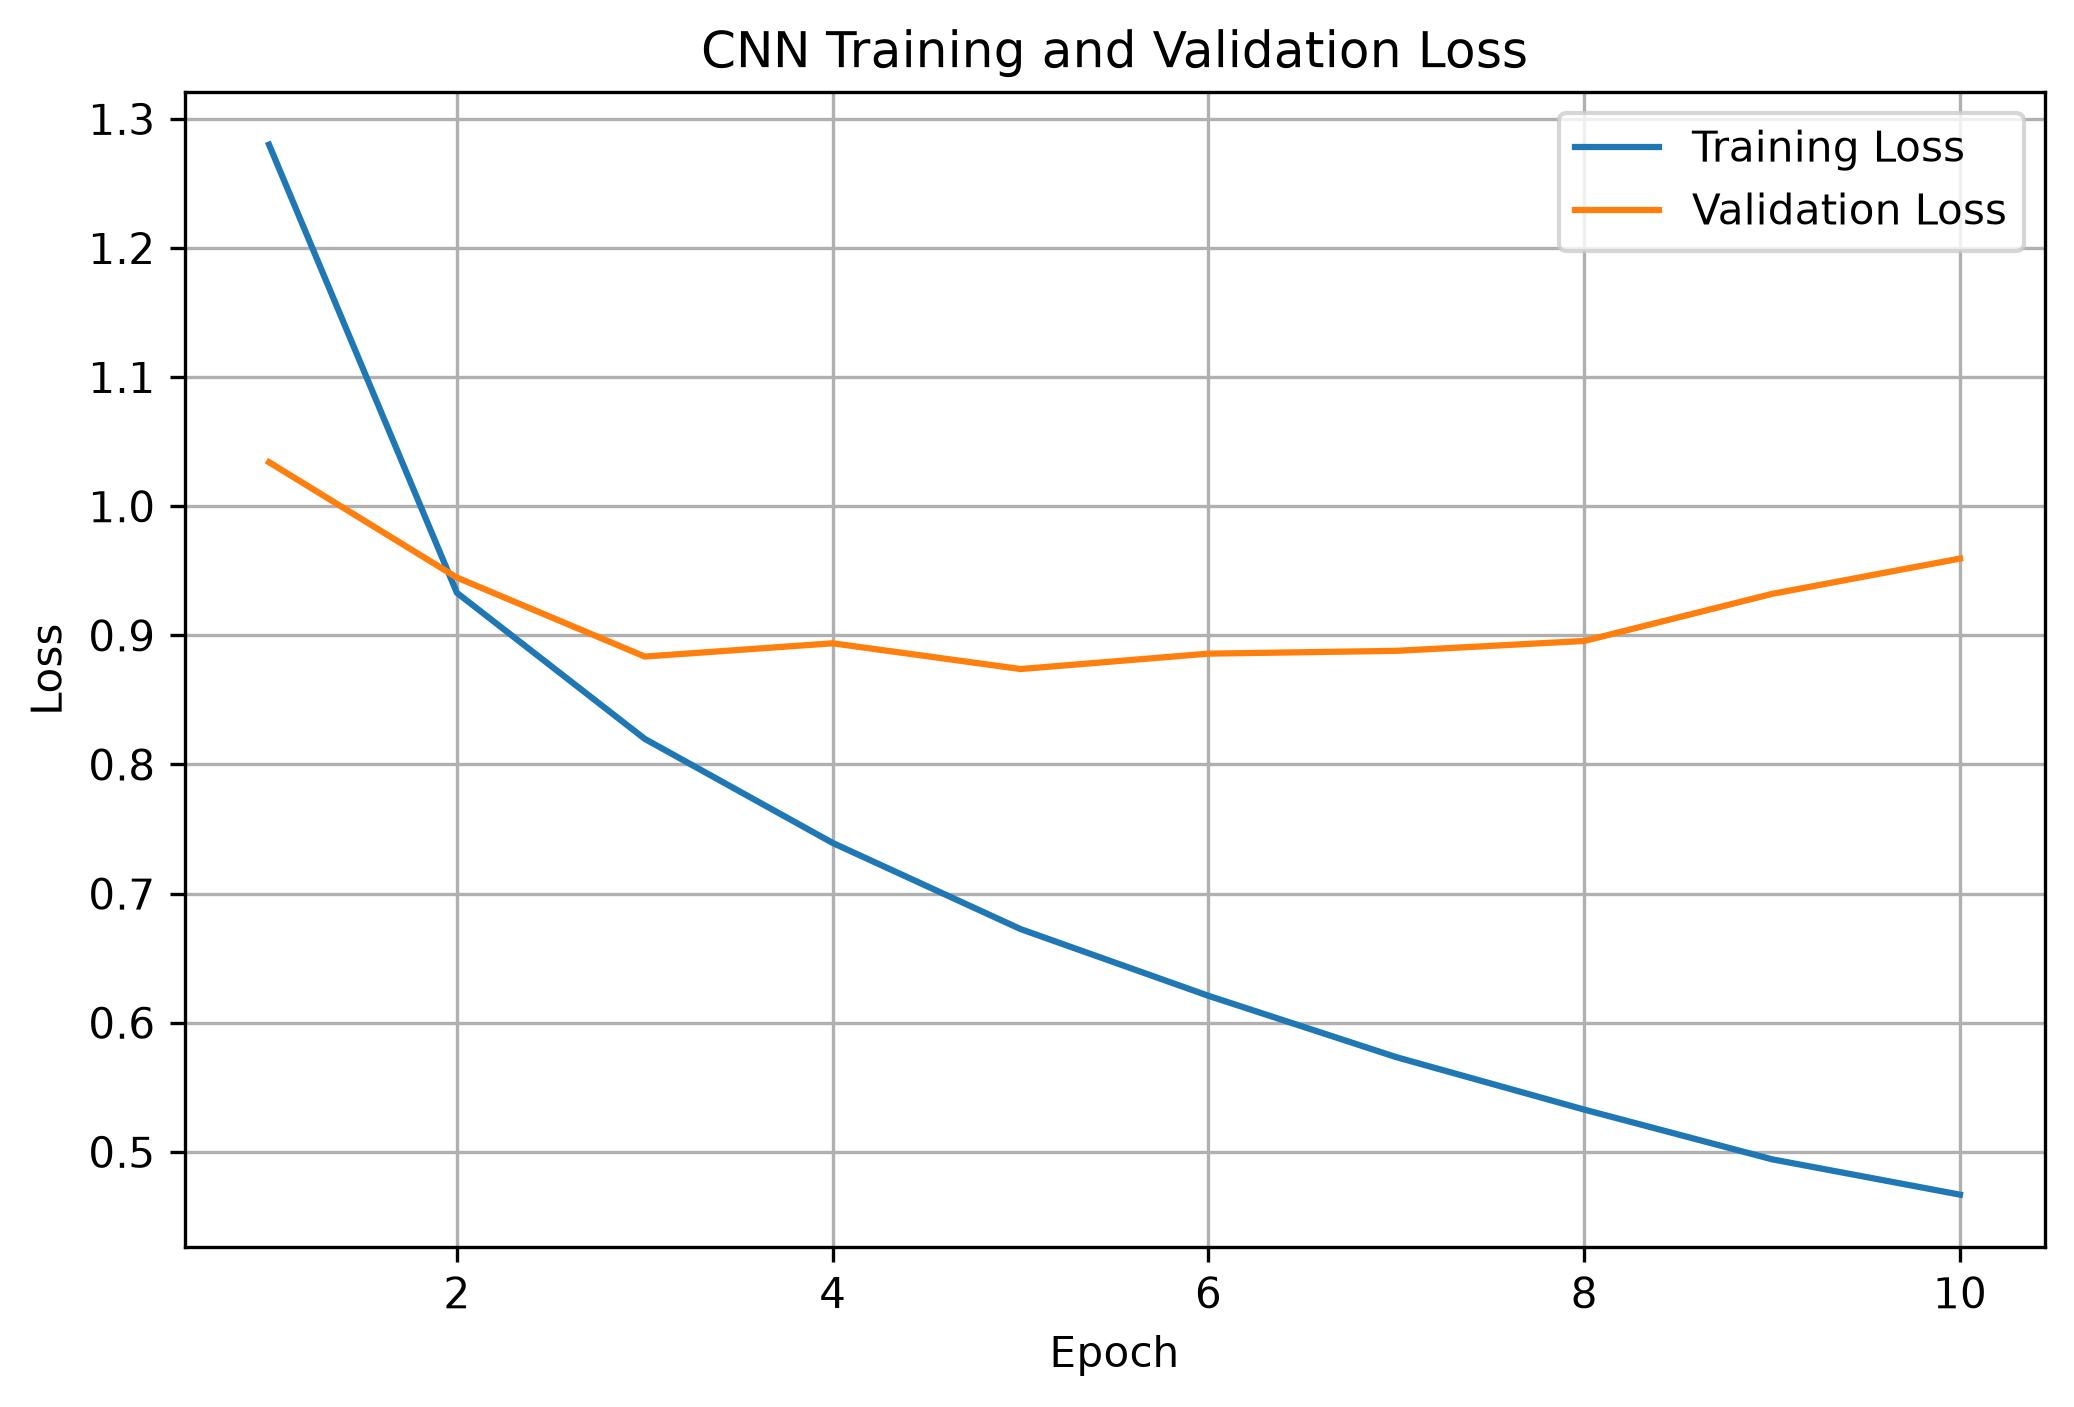 CNN Training and Validation Loss
1.3
1.2
1.1
1.0
0.9
0.8
0.7
0.6
0.5
Loss
Training Loss
Validation Loss
2 4 6 8 10
Epoch